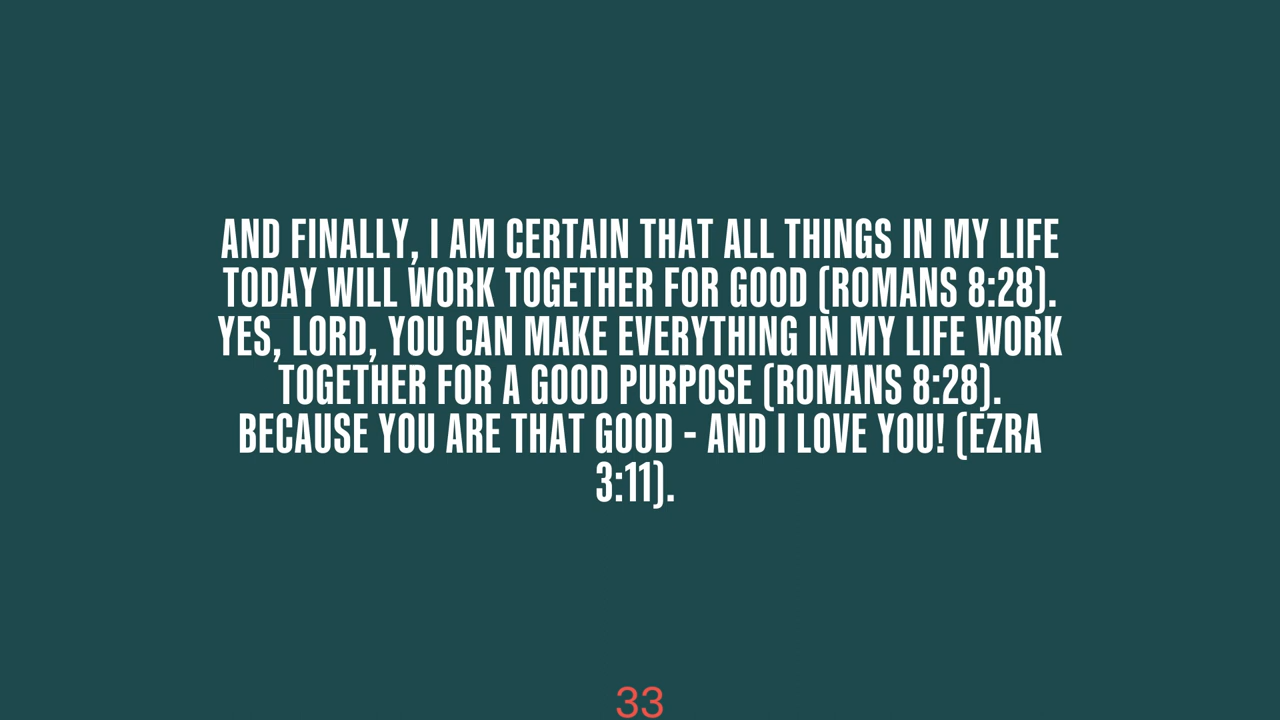 AND FINALLY, I AM CERTAIN THAT ALL THINGS IN MY LIFE
TODAY WILL WORK TOGETHER FOR GOOD (ROMANS 8:28).
YES, LORD, YOU CAN MAKE EVERYTHING IN MY LIFE WORK
TOGETHER FOR A GOOD PURPOSE (ROMANS 8:28).
BECAUSE YOU ARE THAT GOOD - AND I LOVE YOU! (EZRA
3:11).
33